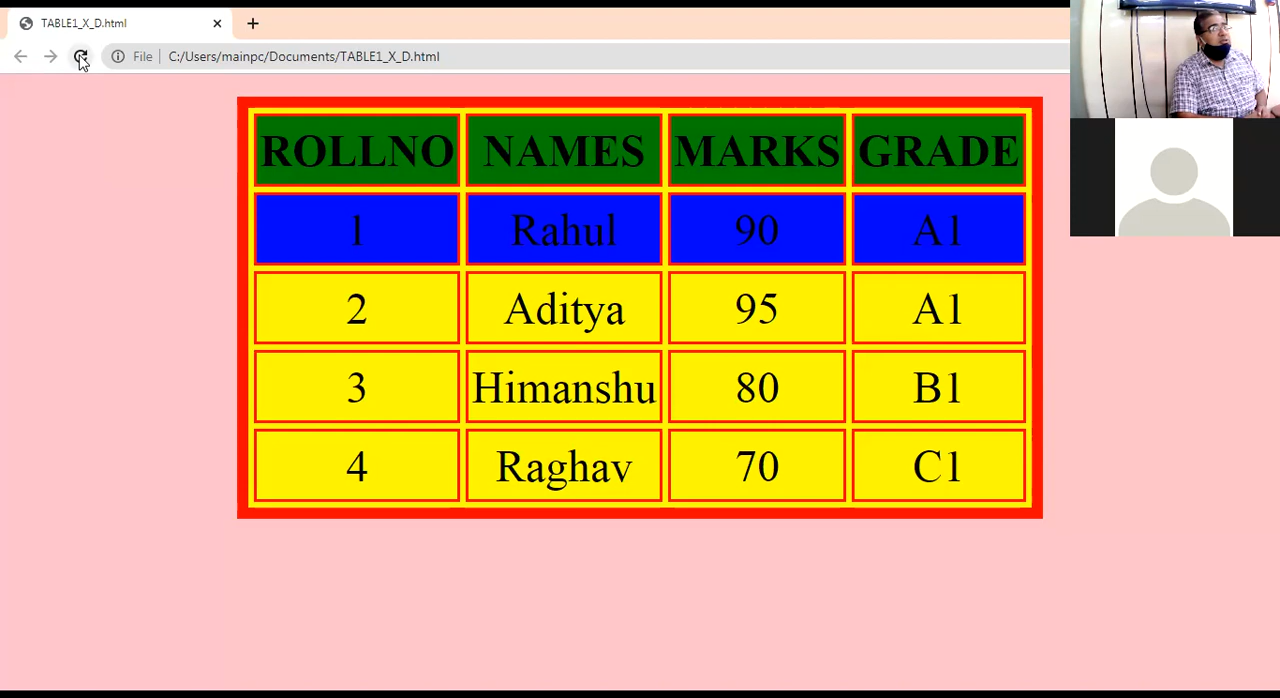 TABLE1_X_D.html
File C:/Users/mainpc/Documents/TABLE1_X_D.html
ROLLNO NAMES MARKS GRADE
1 Rahul 90 A1
2 Aditya 95 A1
3 Himanshu 80 B1
4 Raghav 70 C1